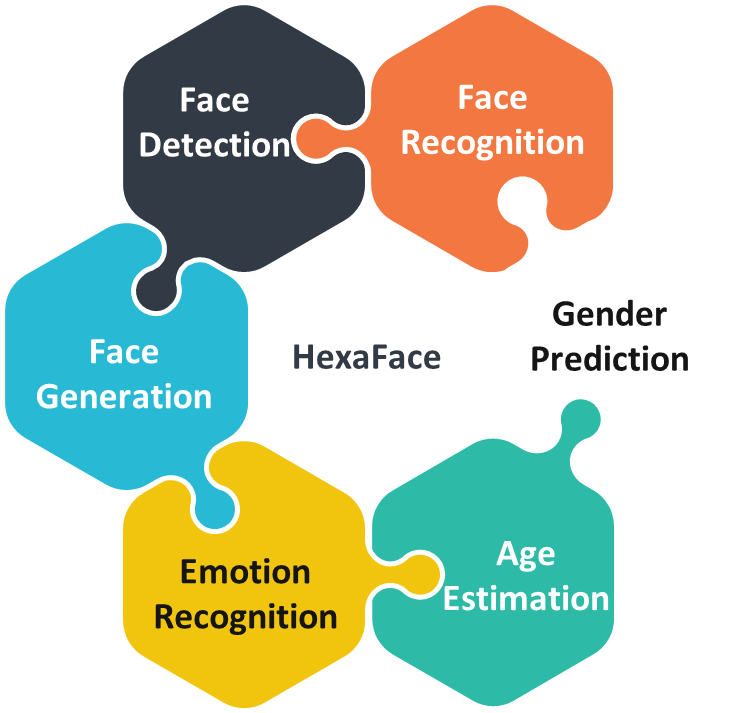 Face
Detection
Face
Recognition
Face
Generation
HexaFace
Gender
Prediction
Emotion
Recognition
Age
Estimation